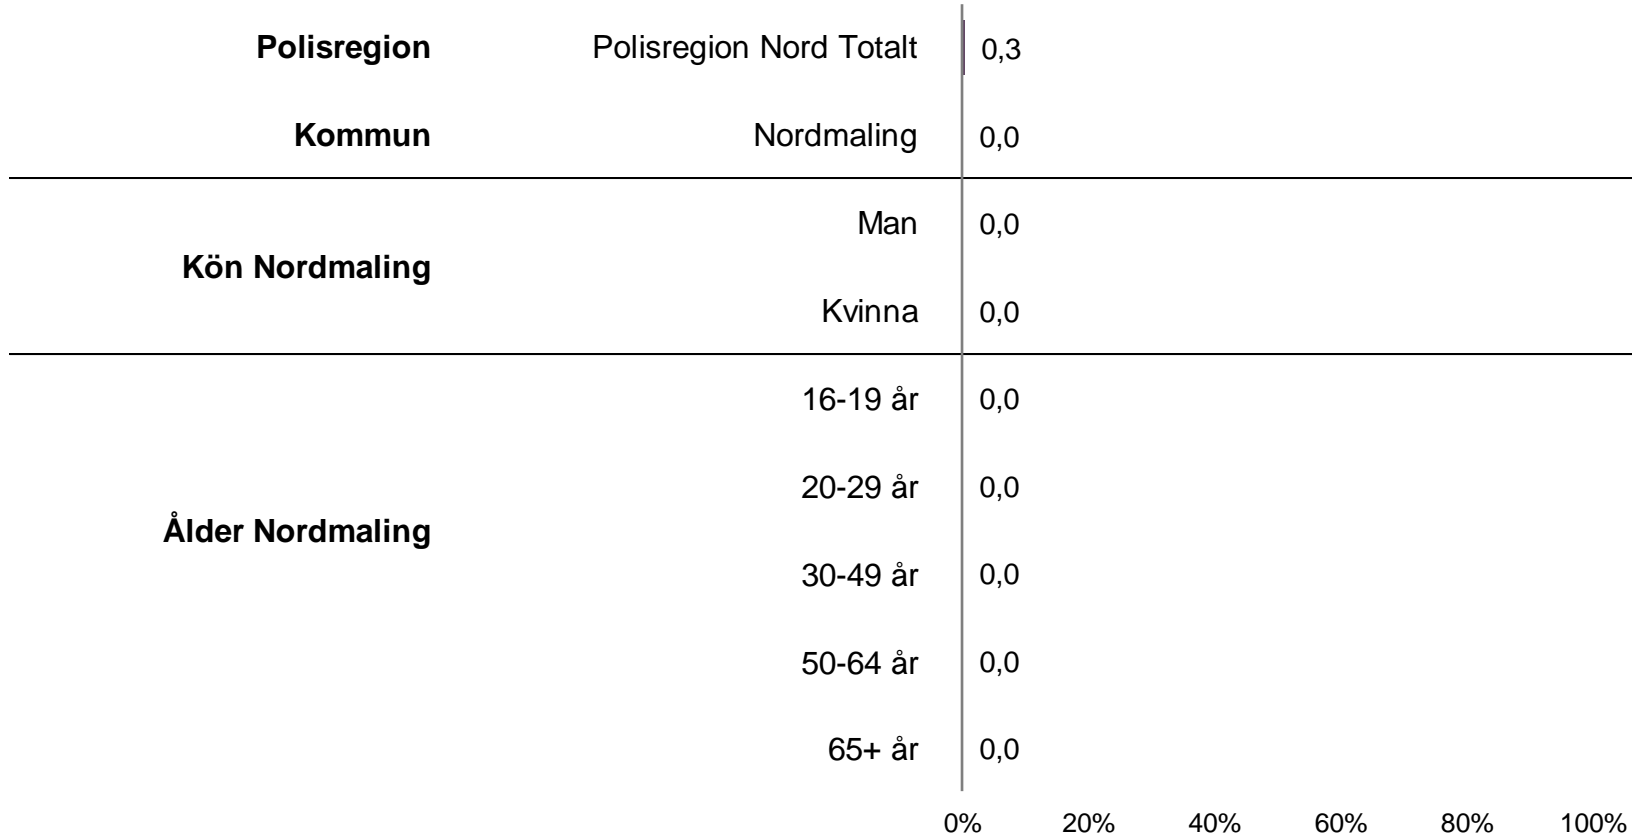 Polisregion Polisregion Nord Totalt 0,3
Kommun Nordmaling 0,0
Man 0,0
Kön Nordmaling
Kvinna 0,0
16-19 år 0,0
20-29 år 0,0
Ålder Nordmaling
30-49 år 0,0
50-64 år 0,0
65+ år 0,0
0% 20% 40% 60% 80% 100%